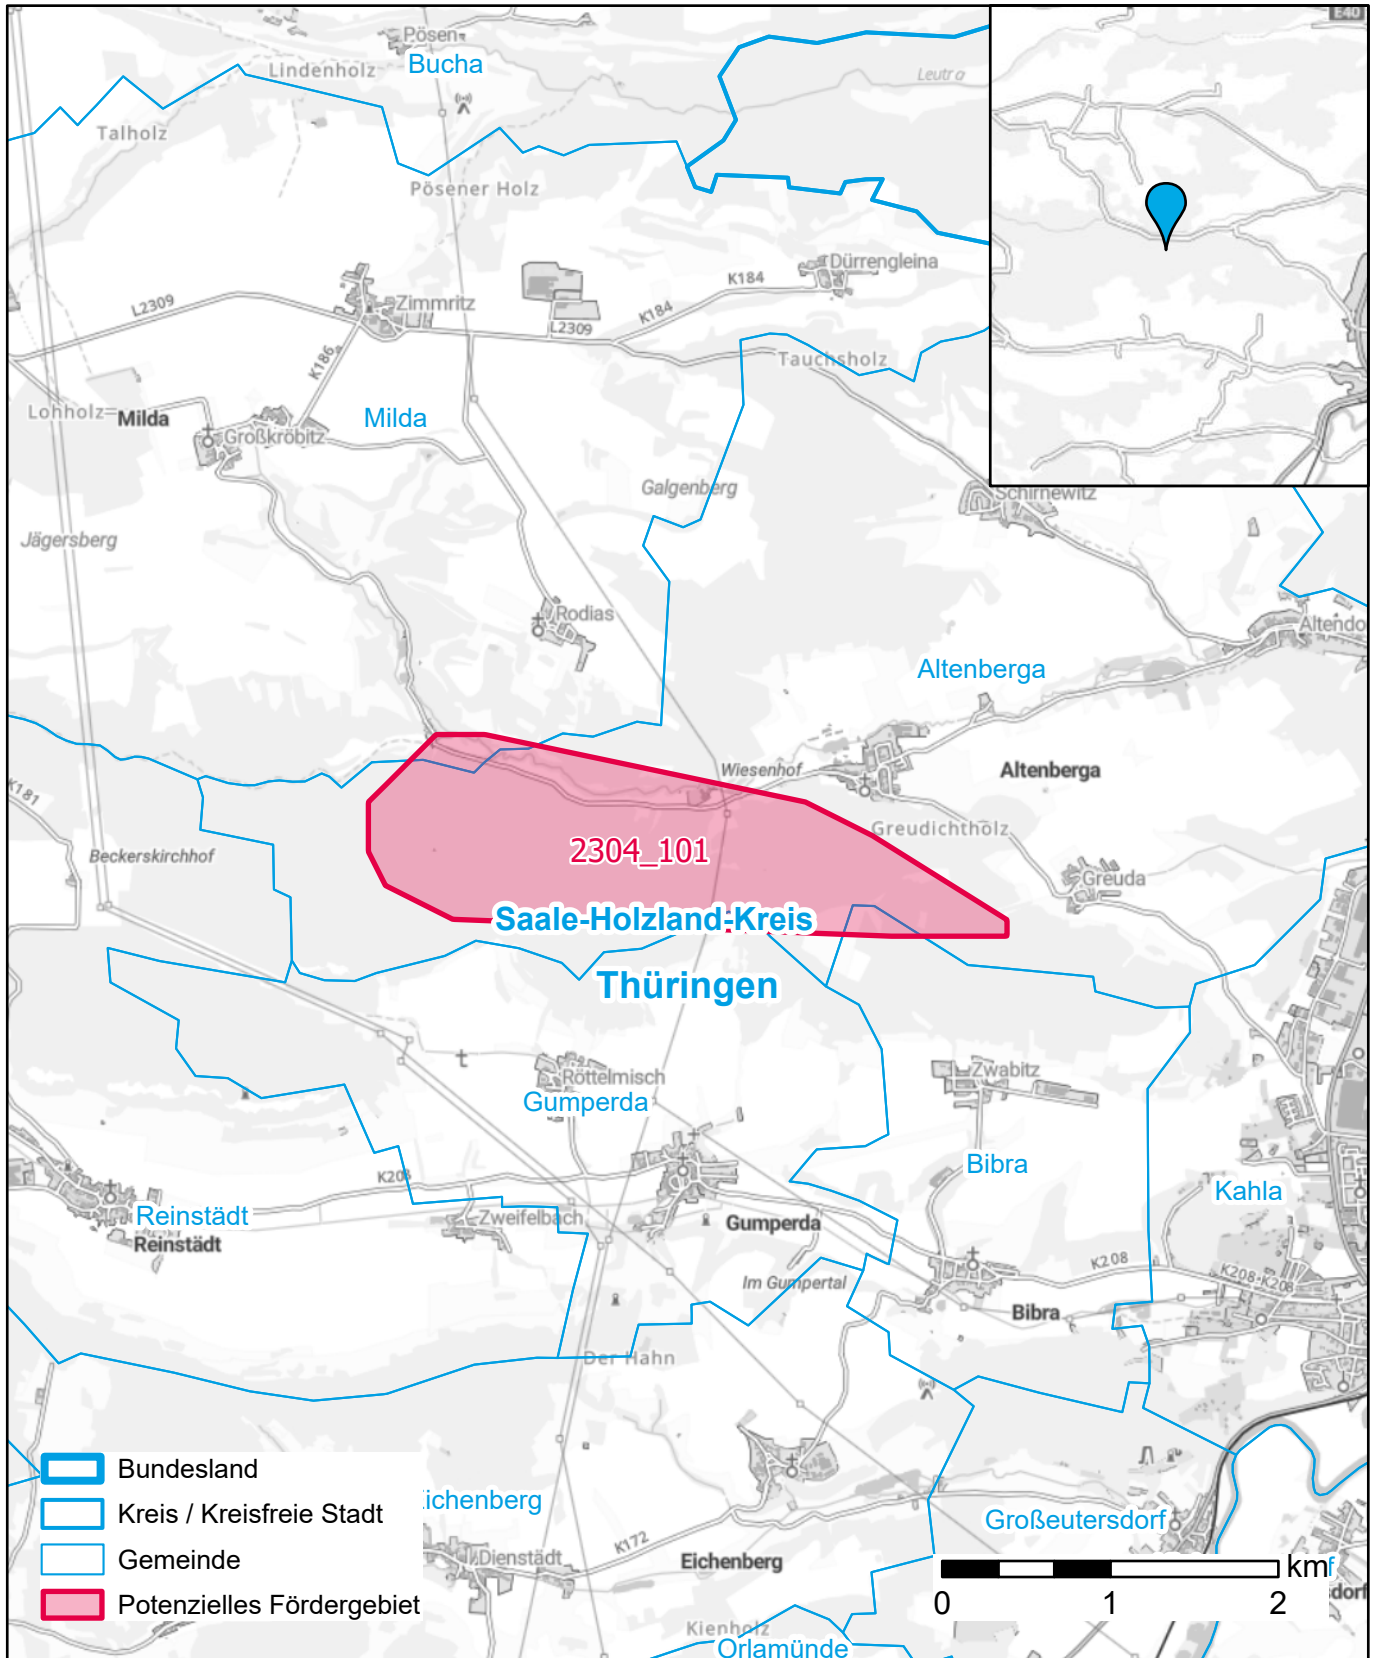 Pösen
Bucha
Lindenholz
Leutra
E40
Talholz
Pösener Holz
Dürrengleina
K184
L2309
Zimmritz
K184
L2309
K186
Tauchsholz
Lohholz
Milda
Milda
Großkröbitz
Galgenberg
Schirnewitz
Jägersberg
Rodias
Altendo
Altenberga
Wiesenhof
Altenberga
K181
Greudichtholz
2304_101
Beckerskirchhof
Greuda
Saale-Holzland-Kreis
Thüringen
Röttelmisch
Zwabitz
Gumperda
Bibra
K208
Kahla
Reinstädt
Zweifelbach
Gumperda
Reinstädt
K208
K208-K208
Im Gumpertal
Bibra
Der Hahn
Bundesland
Kreis / Kreisfreie Stadt
ichenberg
Großeutersdorf
Gemeinde
K172
Dienstädt
Eichenberg
km
f
Potenzielles Fördergebiet
0 1 2
sdorf
Kienholz
Orlamünde